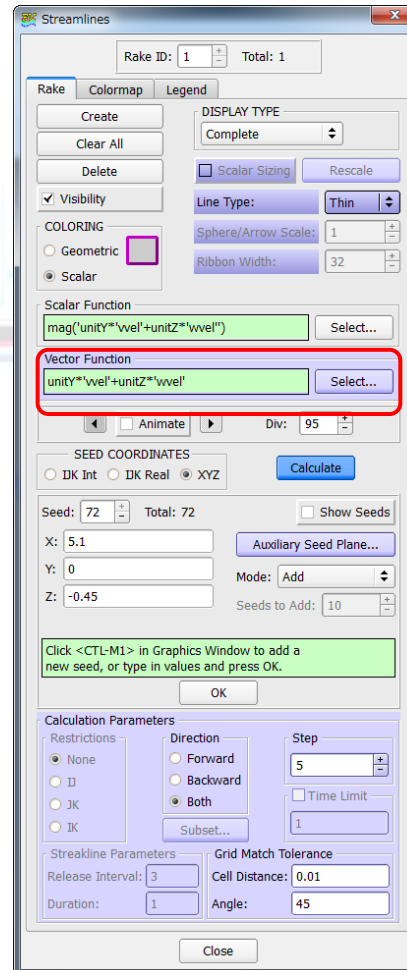 Streamlines
Rake ID: 1 Total: 1
Rake Colormap Legend
Create
Clear All
Delete
Visibility
DISPLAY TYPE
Complete
Scalar Sizing Rescale
Line Type: Thin
Sphere/Arrow Scale: 1
Ribbon Width: 32
COLORING
Geometric
Scalar
Scalar Function
mag('unitY*'vvel'+unitZ*'wvel'') Select...
Vector Function
unitY*'vvel'+unitZ*'wvel' Select...
Animate Div: 95
SEED COORDINATES
IJK Int IJK Real XYZ Calculate
Seed: 72 Total: 72 Show Seeds
X: 5.1 Auxiliary Seed Plane...
Y: 0 Mode: Add
Z: -0.45 Seeds to Add: 10
Click <CTL-M1> in Graphics Window to add a
new seed, or type in values and press OK.
OK
Calculation Parameters
Restrictions
None
IJ
JK
IK
Direction
Forward
Backward
Both
Subset...
Step
5
Time Limit
1
Streakline Parameters
Release Interval: 3
Duration: 1
Grid Match Tolerance
Cell Distance: 0.01
Angle: 45
Close